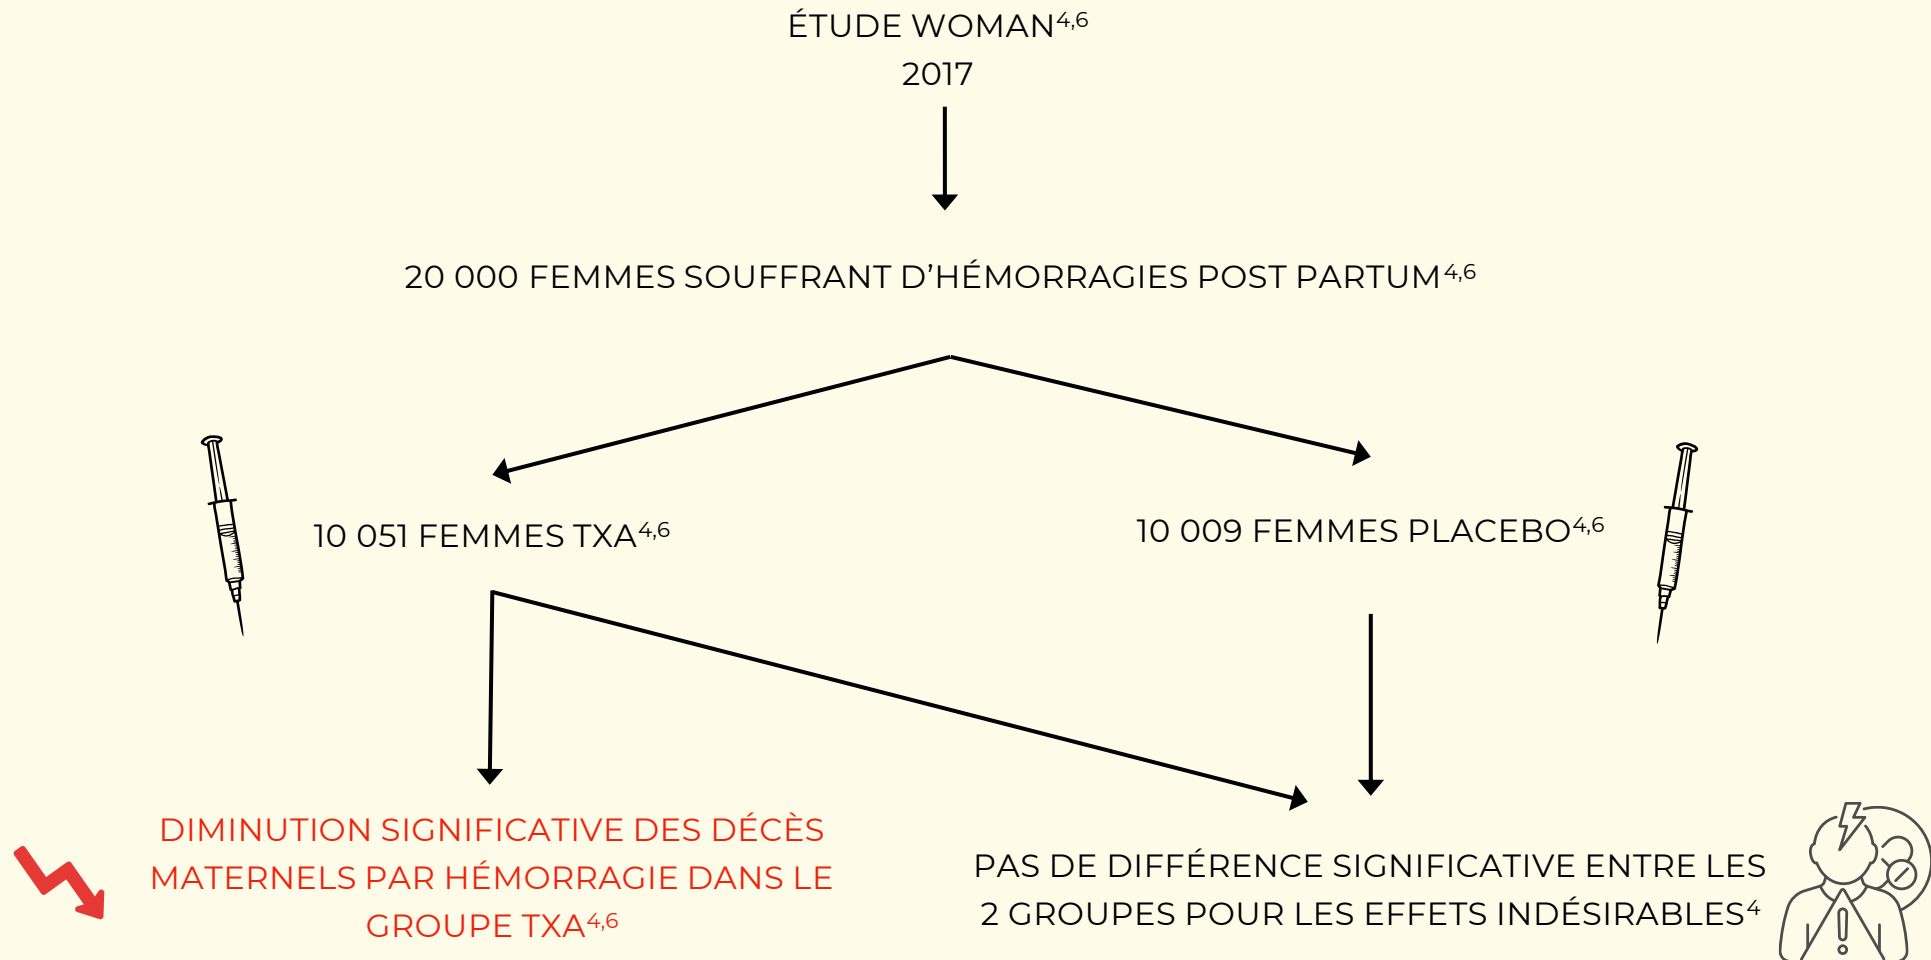 ÉTUDE WOMAN⁴,⁶
2017
20 000 FEMMES SOUFFRANT D’HÉMORRAGIES POST PARTUM⁴,⁶
10 051 FEMMES TXA⁴,⁶
10 009 FEMMES PLACEBO⁴,⁶
DIMINUTION SIGNIFICATIVE DES DÉCÈS
MATERNELS PAR HÉMORRAGIE DANS LE
GROUPE TXA⁴,⁶
PAS DE DIFFÉRENCE SIGNIFICATIVE ENTRE LES
2 GROUPES POUR LES EFFETS INDÉSIRABLES⁴